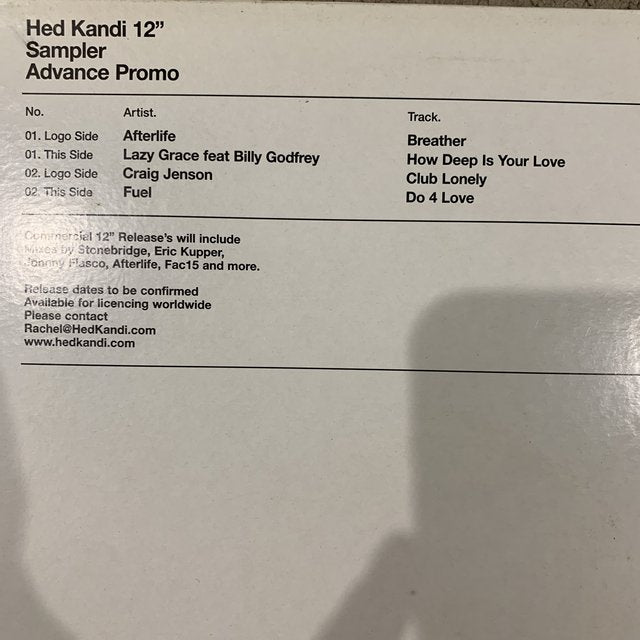 Hed Kandi 12”
Sampler
Advance Promo
No. Artist. Track.
01. Logo Side Afterlife Breather
01. This Side Lazy Grace feat Billy Godfrey How Deep Is Your Love
02. Logo Side Craig Jenson Club Lonely
02. This Side Fuel Do 4 Love
Commercial 12” Release's will include
Mixes by Stonebridge, Eric Kupper,
Johnny Fiasco, Afterlife, Fac15 and more.
Release dates to be confirmed
Available for licencing worldwide
Please contact
Rachel@HedKandi.com
www.hedkandi.com